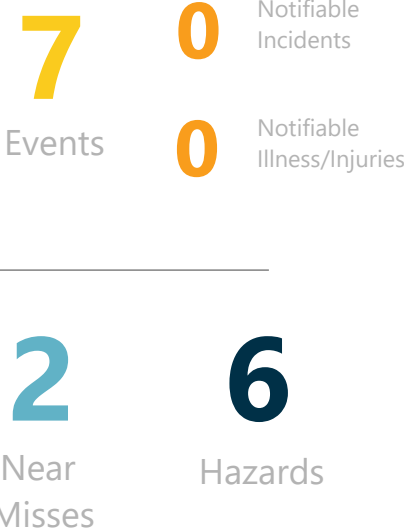 7
Events
0
Notifiable
Incidents
0
Notifiable
Illness/Injuries
2
Near
Misses
6
Hazards